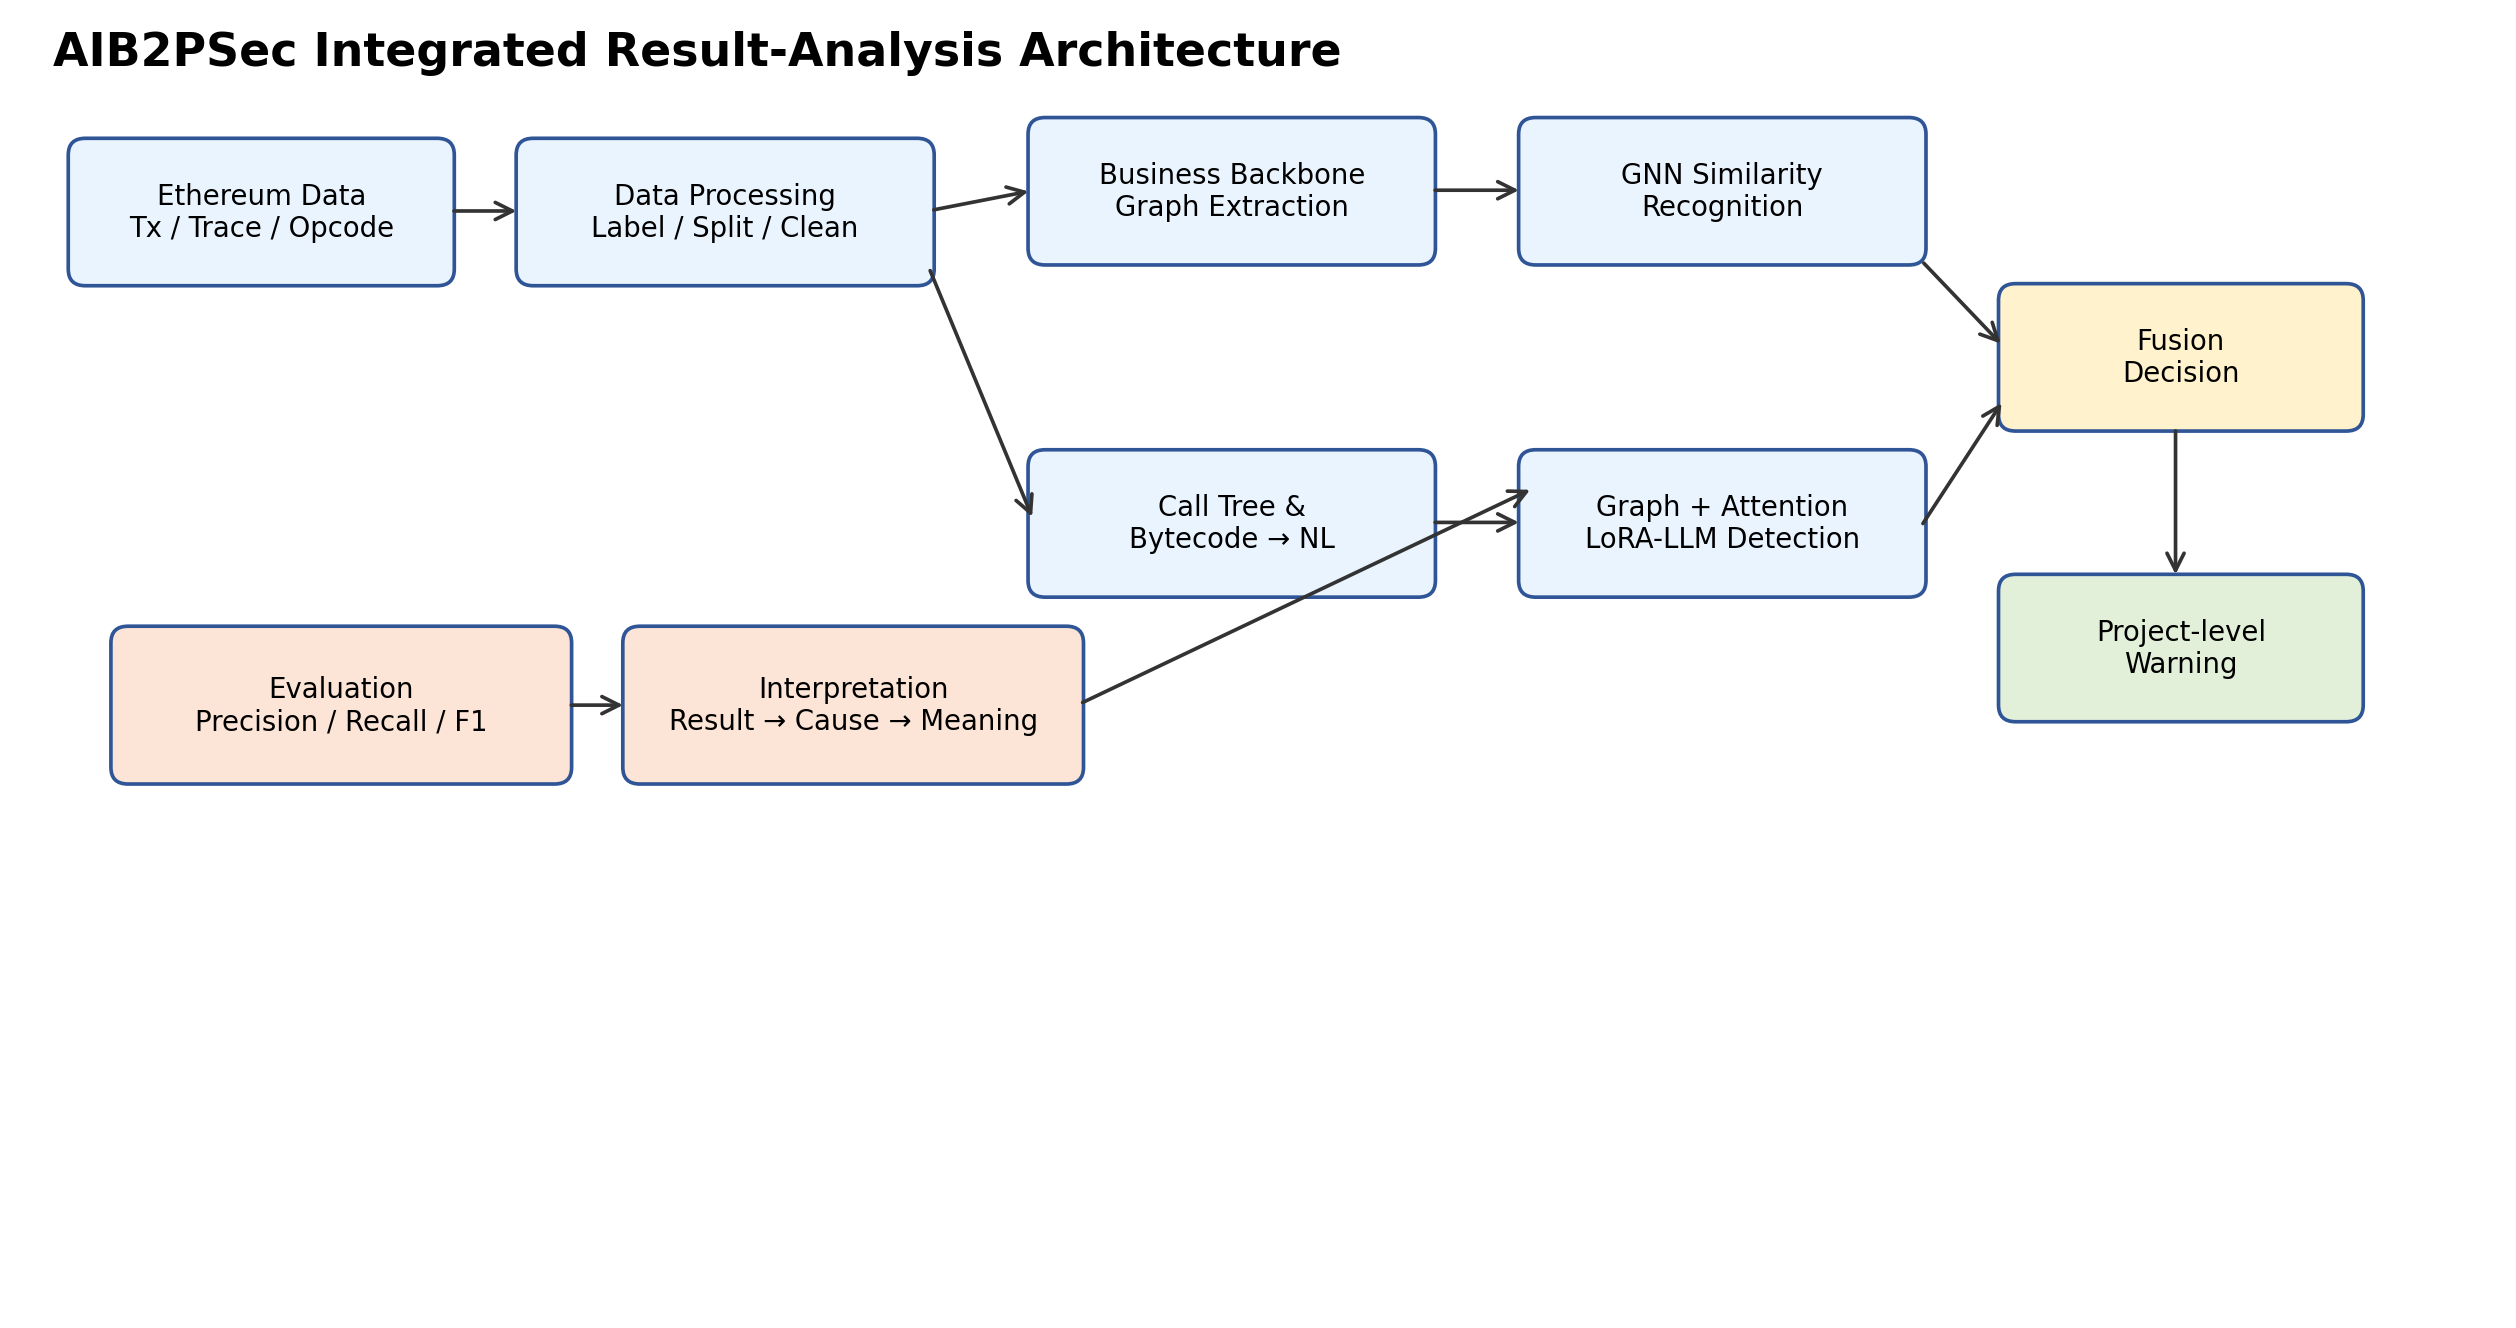 AIB2PSec Integrated Result-Analysis Architecture
Ethereum Data
Tx / Trace / Opcode
Data Processing
Label / Split / Clean
Business Backbone
Graph Extraction
GNN Similarity
Recognition
Fusion
Decision
Call Tree &
Bytecode → NL
Graph + Attention
LoRA-LLM Detection
Project-level
Warning
Evaluation
Precision / Recall / F1
Interpretation
Result → Cause → Meaning